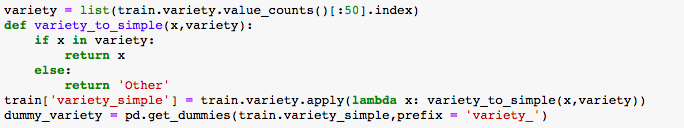 variety = list(train.variety.value_counts()[:50].index)
def variety_to_simple(x,variety):
    if x in variety:
        return x
    else:
        return 'Other'
train['variety_simple'] = train.variety.apply(lambda x: variety_to_simple(x,variety))
dummy_variety = pd.get_dummies(train.variety_simple,prefix = 'variety_')